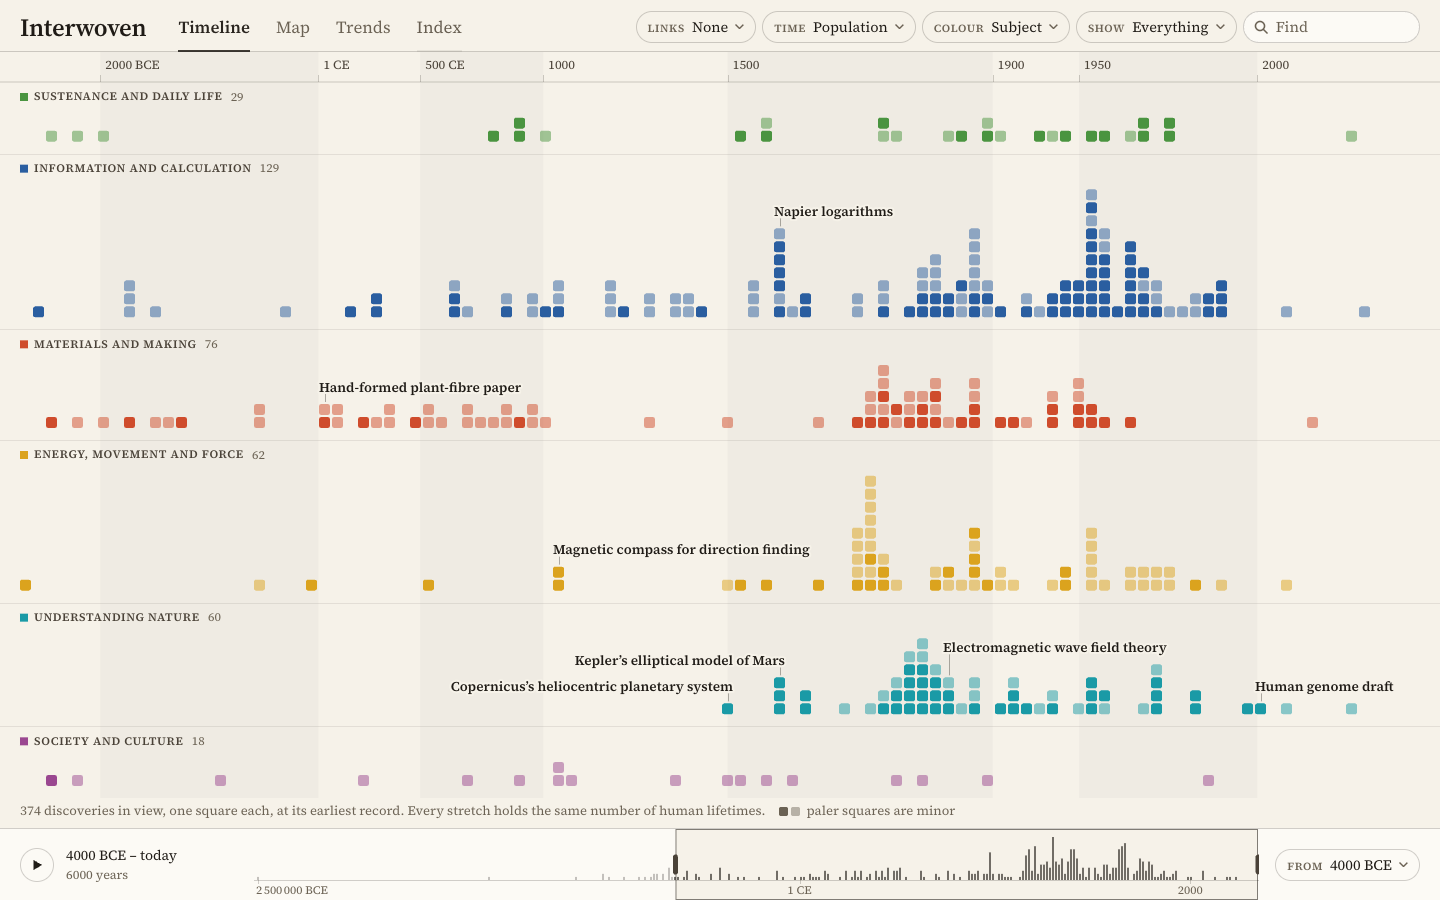 Interwoven Timeline Map Trends Index LINKS None TIME Population COLOUR Subject SHOW Everything Find
2000 BCE 1 CE 500 CE 1000 1500 1900 1950 2000
SUSTENANCE AND DAILY LIFE 29
INFORMATION AND CALCULATION 129
Napier logarithms
MATERIALS AND MAKING 76
Hand-formed plant-fibre paper
ENERGY, MOVEMENT AND FORCE 62
Magnetic compass for direction finding
UNDERSTANDING NATURE 60
Electromagnetic wave field theory
Kepler’s elliptical model of Mars
Copernicus’s heliocentric planetary system Human genome draft
SOCIETY AND CULTURE 18
374 discoveries in view, one square each, at its earliest record. Every stretch holds the same number of human lifetimes. paler squares are minor
4000 BCE – today
6000 years
FROM 4000 BCE
2 500 000 BCE 1 CE 2000